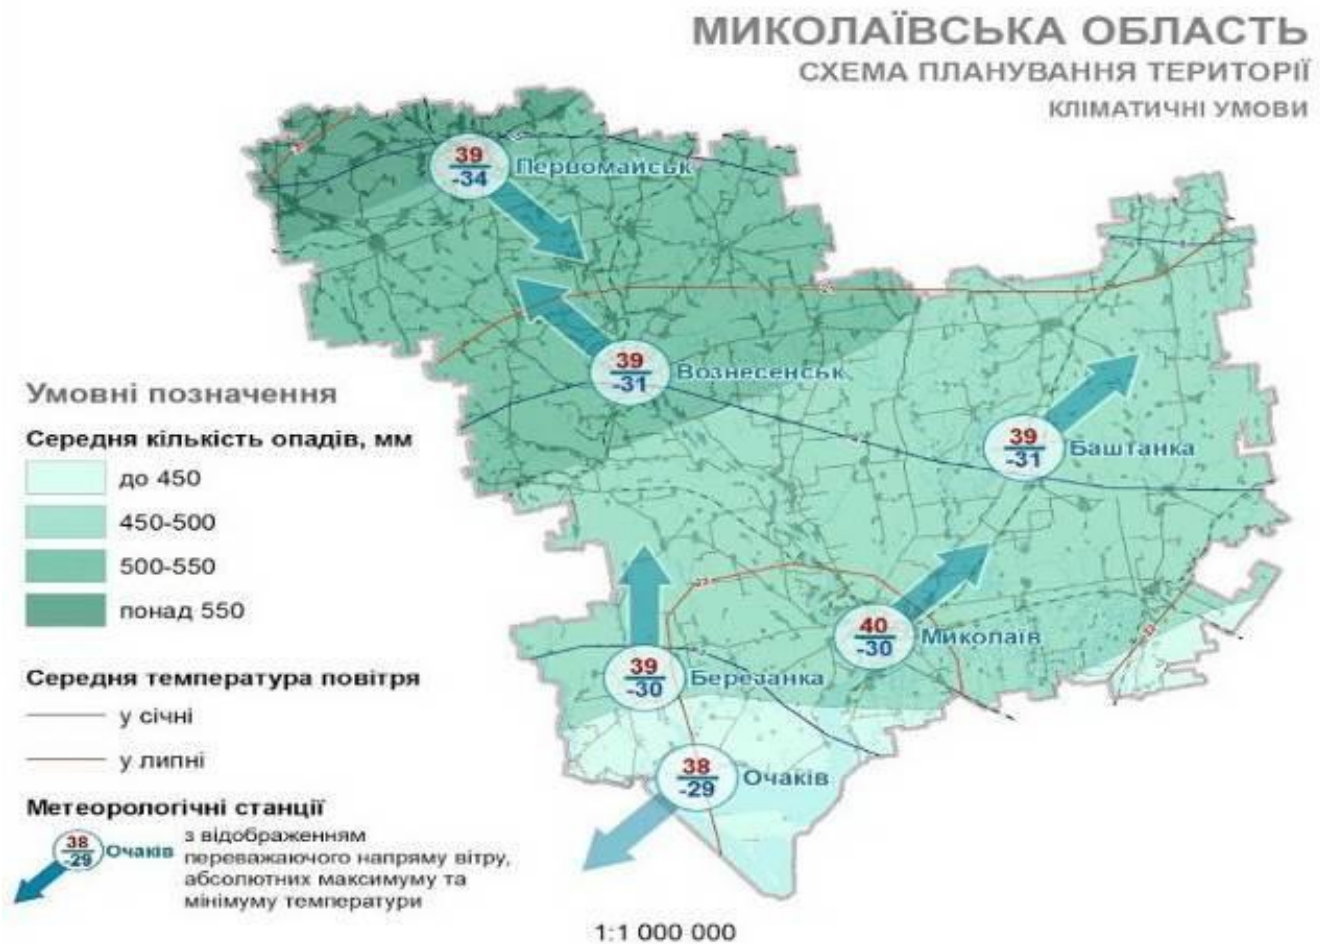 МИКОЛАЇВСЬКА ОБЛАСТЬ
СХЕМА ПЛАНУВАННЯ ТЕРИТОРІЇ
КЛІМАТИЧНІ УМОВИ
39
-34
Первомайськ
21
39
-31
Вознесенськ
39
-31
Баштанка
23
40
-30
Миколаїв
23
39
-30
Березанка
38
-29
Очаків
Умовні позначення
Середня кількість опадів, мм
до 450
450-500
500-550
понад 550
Середня температура повітря
у січні
у липні
Метеорологічні станції
38
-29
Очаків
з відображенням
переважаючого напряму вітру,
абсолютних максимуму та
мінімуму температури
1:1 000 000